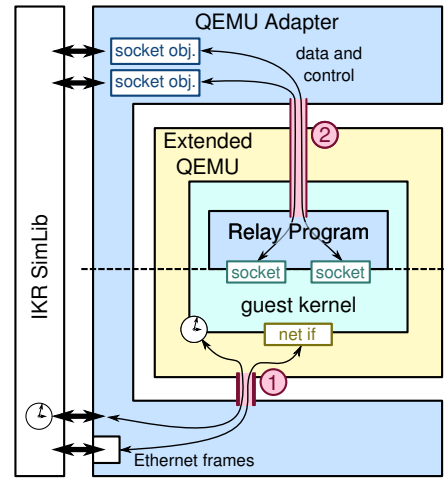 QEMU Adapter
socket obj.
socket obj.
data and
control
2
Extended
QEMU
Relay Program
socket
socket
guest kernel
net if
1
Ethernet frames
IKR SimLib